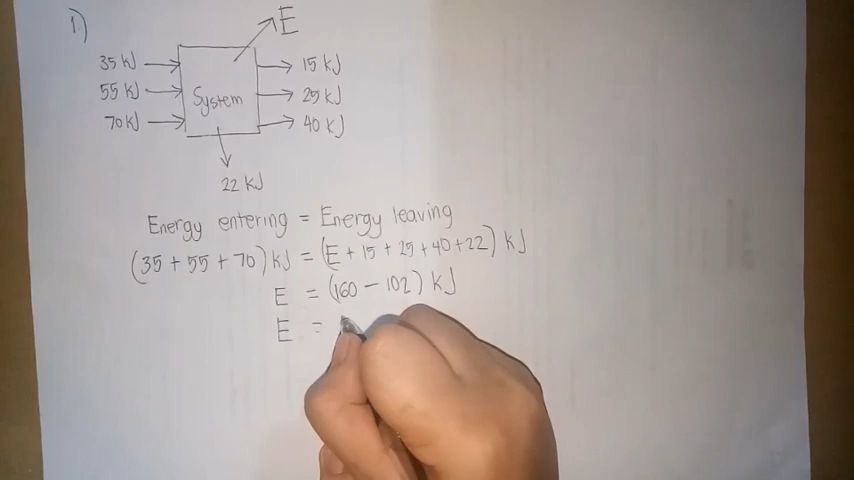 1.)
E
35 kJ
15 kJ
55 kJ
System
25 kJ
70 kJ
40 kJ
22 kJ
Energy entering = Energy leaving
(35 + 55 + 70) kJ = (E + 15 + 25 + 40 + 22) kJ
E = (160 - 102) kJ
E =